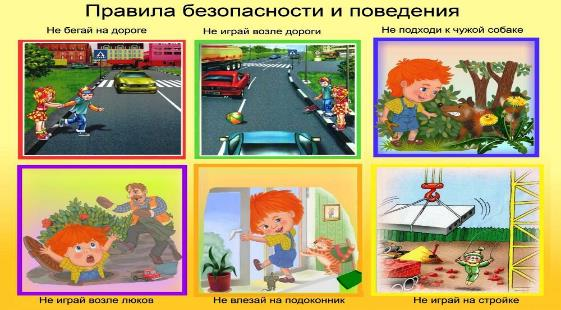 Правила безопасности и поведения
Не бегай на дороге
Не играй возле дороги
Не подходи к чужой собаке
Не играй возле люков
Не влезай на подоконник
Не играй на стройке